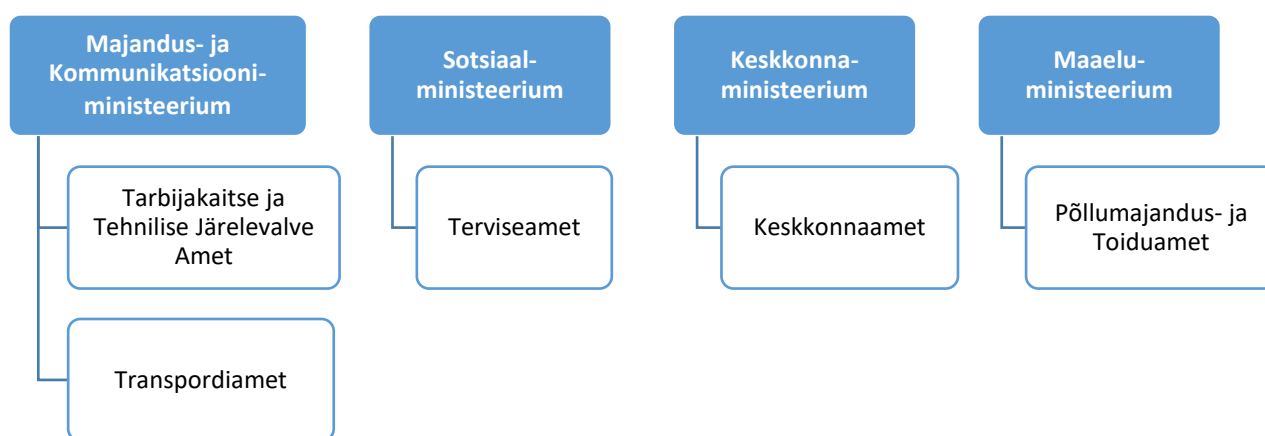 Majandus- ja
Kommunikatsiooni-
ministeerium
Tarbijakaitse ja
Tehnilise Järelevalve
Amet
Transpordiamet
Sotsiaal-
ministeerium
Terviseamet
Keskkonna-
ministeerium
Keskkonnaamet
Maaelu-
ministeerium
Põllumajandus- ja
Toiduamet